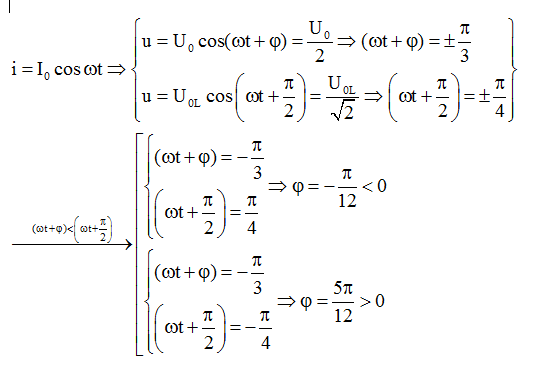 i = I₀ cos ωt ⇒ { u = U₀ cos(ωt + φ) = U₀/2 ⇒ (ωt + φ) = ±π/3
u = U₀L cos(ωt + π/2) = U₀L/√2 ⇒ (ωt + π/2) = ±π/4 }
(ωt+φ)<(ωt+π/2) → [ { (ωt + φ) = −π/3
(ωt + π/2) = π/4 ⇒ φ = −π/12 < 0
{ (ωt + φ) = −π/3
(ωt + π/2) = −π/4 ⇒ φ = 5π/12 > 0